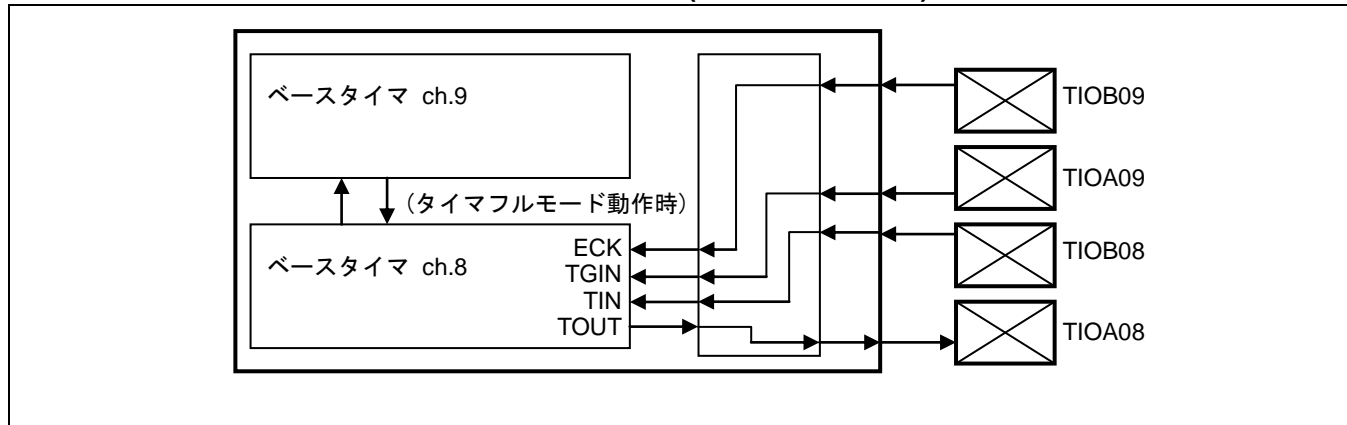 ベースタイマ ch.9
TIOB09
TIOA09
(タイマフルモード動作時)
TIOB08
ベースタイマ ch.8
ECK
TGIN
TIN
TOUT
TIOA08